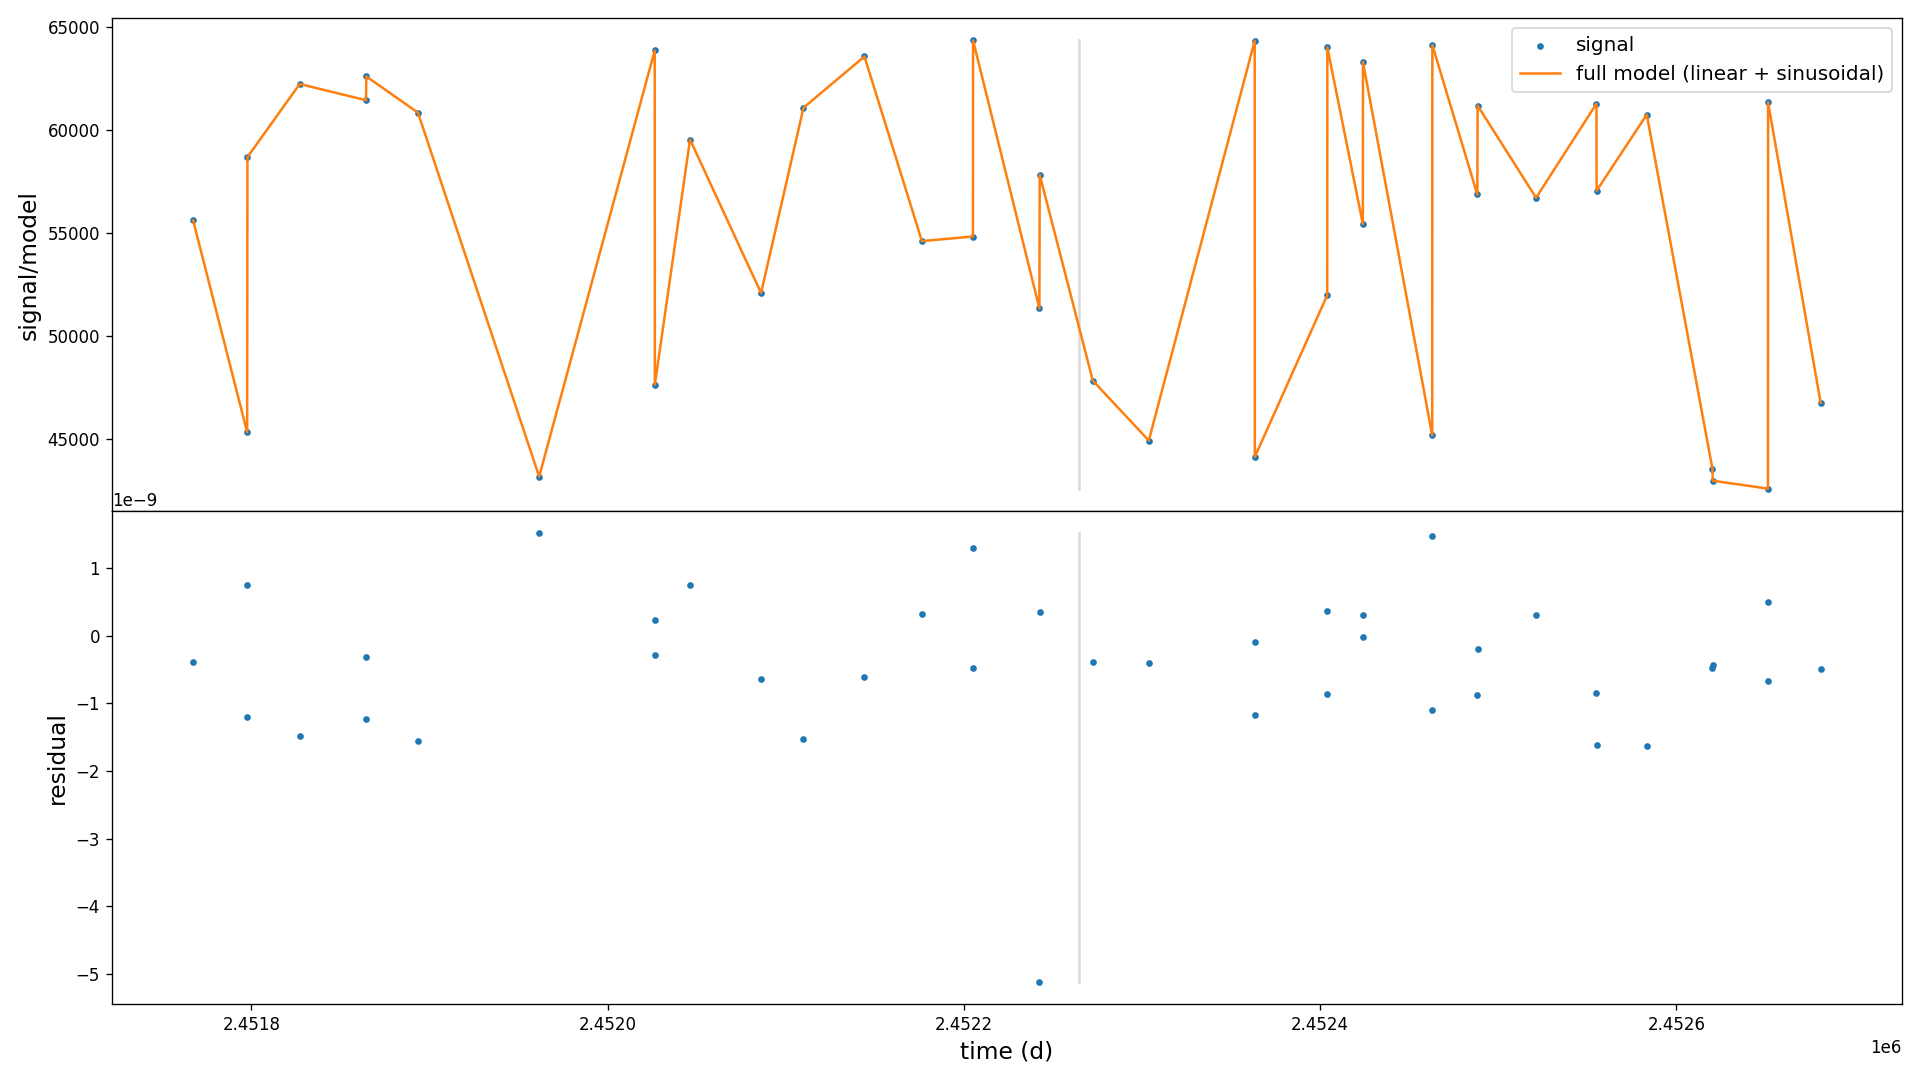 65000
60000
55000
50000
45000
signal/model
signal
full model (linear + sinusoidal)
1e−9
1
0
−1
−2
−3
−4
−5
residual
2.4518
2.4520
2.4522
2.4524
2.4526
time (d)
1e6